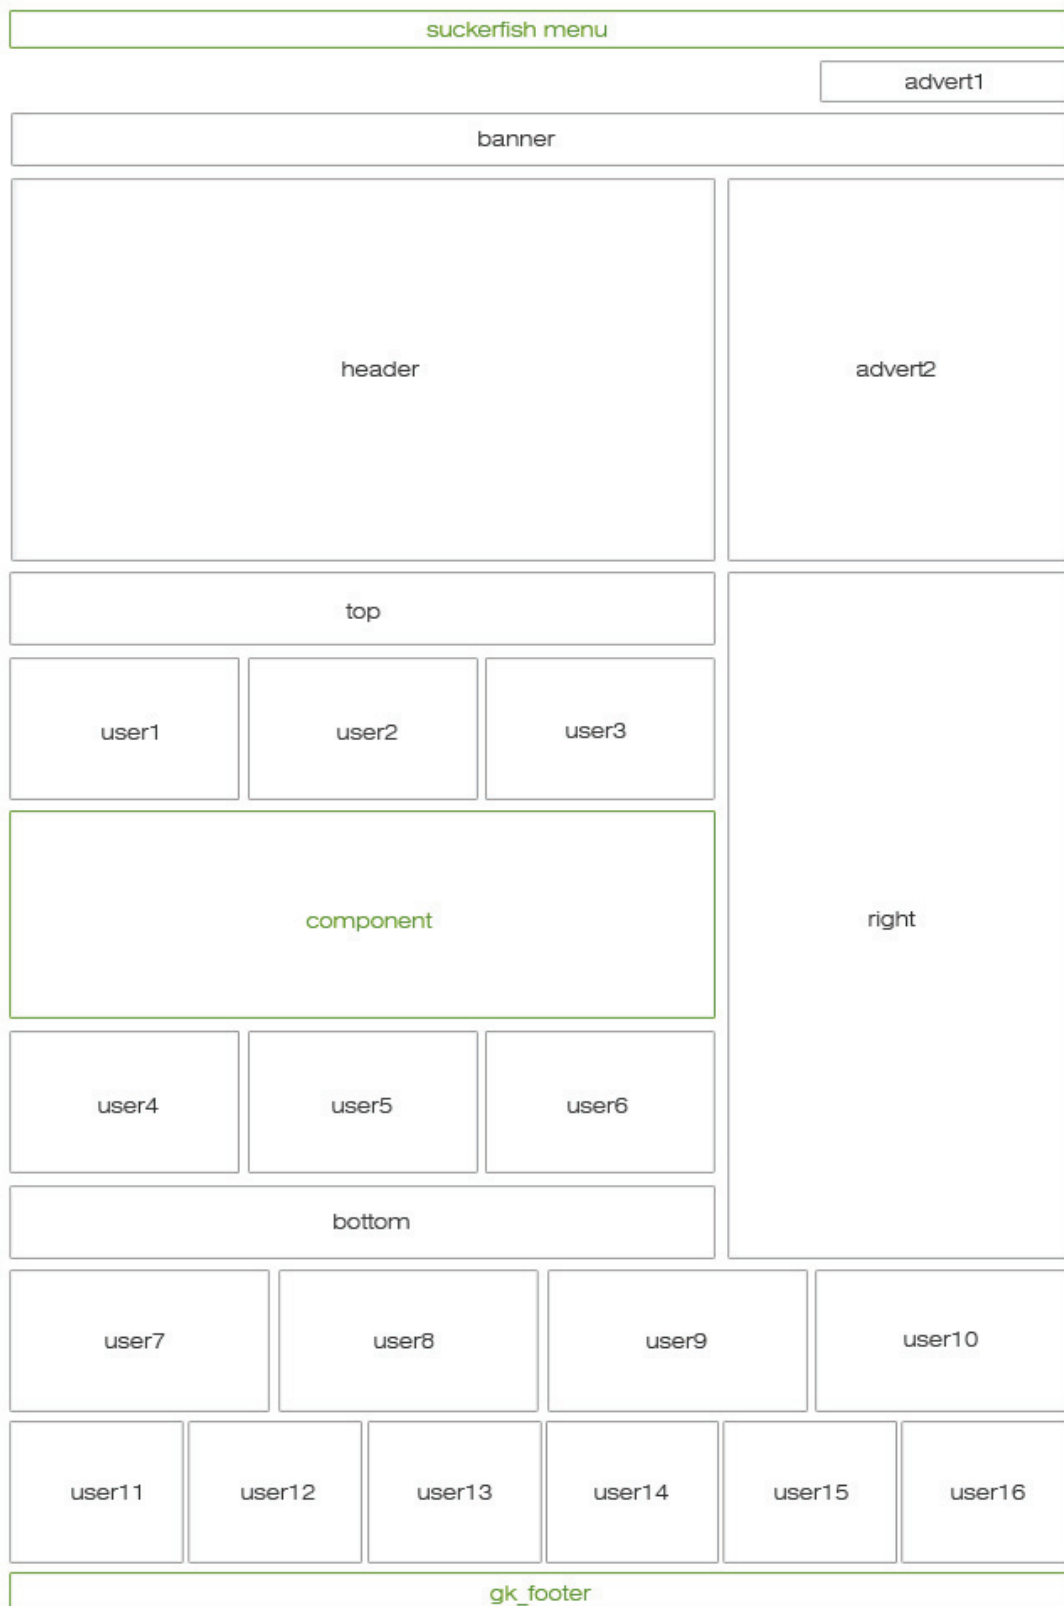 suckerfish menu
advert1
banner
header
advert2
top
user1
user2
user3
component
right
user4
user5
user6
bottom
user7
user8
user9
user10
user11
user12
user13
user14
user15
user16
gk_footer